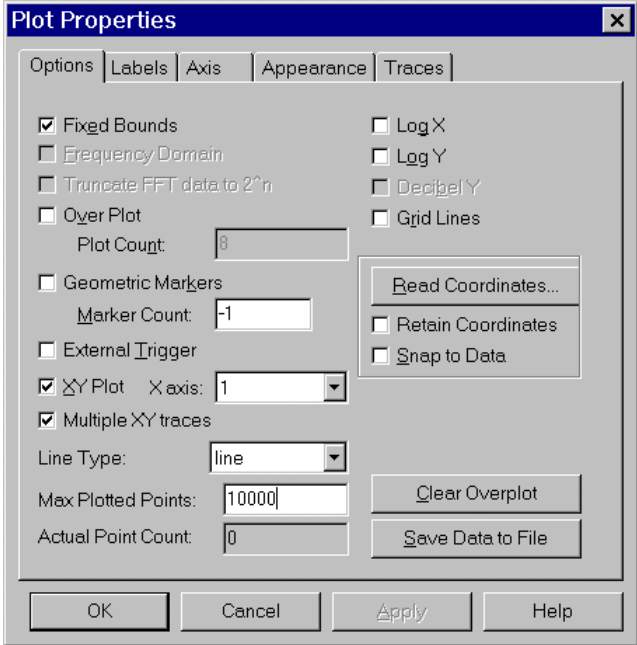 Plot Properties
Options Labels Axis Appearance Traces
Fixed Bounds
Frequency Domain
Truncate FFT data to 2^n
Over Plot
Plot Count: 8
Geometric Markers
Marker Count: -1
External Trigger
XY Plot X axis: 1
Multiple XY traces
Line Type: line
Max Plotted Points: 10000
Actual Point Count: 0
Log X
Log Y
Decibel Y
Grid Lines
Read Coordinates...
Retain Coordinates
Snap to Data
Clear Overplot
Save Data to File
OK Cancel Apply Help